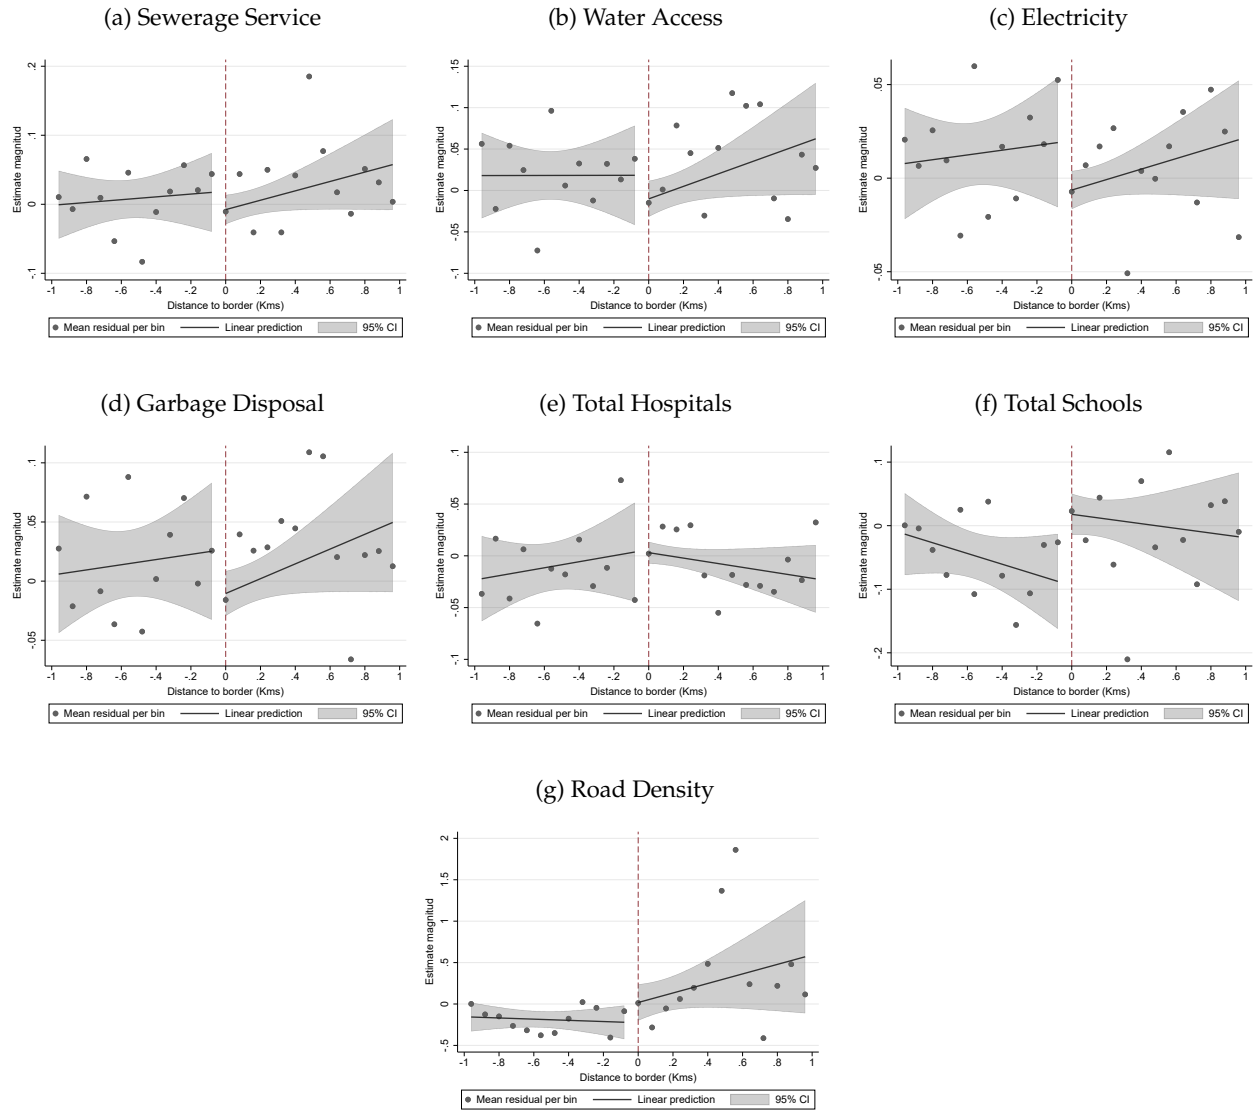 (a) Sewerage Service
(b) Water Access
(c) Electricity
Estimate magnitud
.2
.1
0
-.1
-1 -.8 -.6 -.4 -.2 0 .2 .4 .6 .8 1
Distance to border (Kms)
Mean residual per bin Linear prediction 95% CI
Estimate magnitud
.15
.1
.05
0
-.05
-.1
-1 -.8 -.6 -.4 -.2 0 .2 .4 .6 .8 1
Distance to border (Kms)
Mean residual per bin Linear prediction 95% CI
Estimate magnitud
.05
0
-.05
-1 -.8 -.6 -.4 -.2 0 .2 .4 .6 .8 1
Distance to border (Kms)
Mean residual per bin Linear prediction 95% CI
(d) Garbage Disposal
(e) Total Hospitals
(f) Total Schools
Estimate magnitud
.1
.05
0
-.05
-1 -.8 -.6 -.4 -.2 0 .2 .4 .6 .8 1
Distance to border (Kms)
Mean residual per bin Linear prediction 95% CI
Estimate magnitud
.1
.05
0
-.05
-.1
-1 -.8 -.6 -.4 -.2 0 .2 .4 .6 .8 1
Distance to border (Kms)
Mean residual per bin Linear prediction 95% CI
Estimate magnitud
.1
0
-.1
-.2
-1 -.8 -.6 -.4 -.2 0 .2 .4 .6 .8 1
Distance to border (Kms)
Mean residual per bin Linear prediction 95% CI
(g) Road Density
Estimate magnitud
2
1.5
1
.5
0
-.5
-1 -.8 -.6 -.4 -.2 0 .2 .4 .6 .8 1
Distance to border (Kms)
Mean residual per bin Linear prediction 95% CI